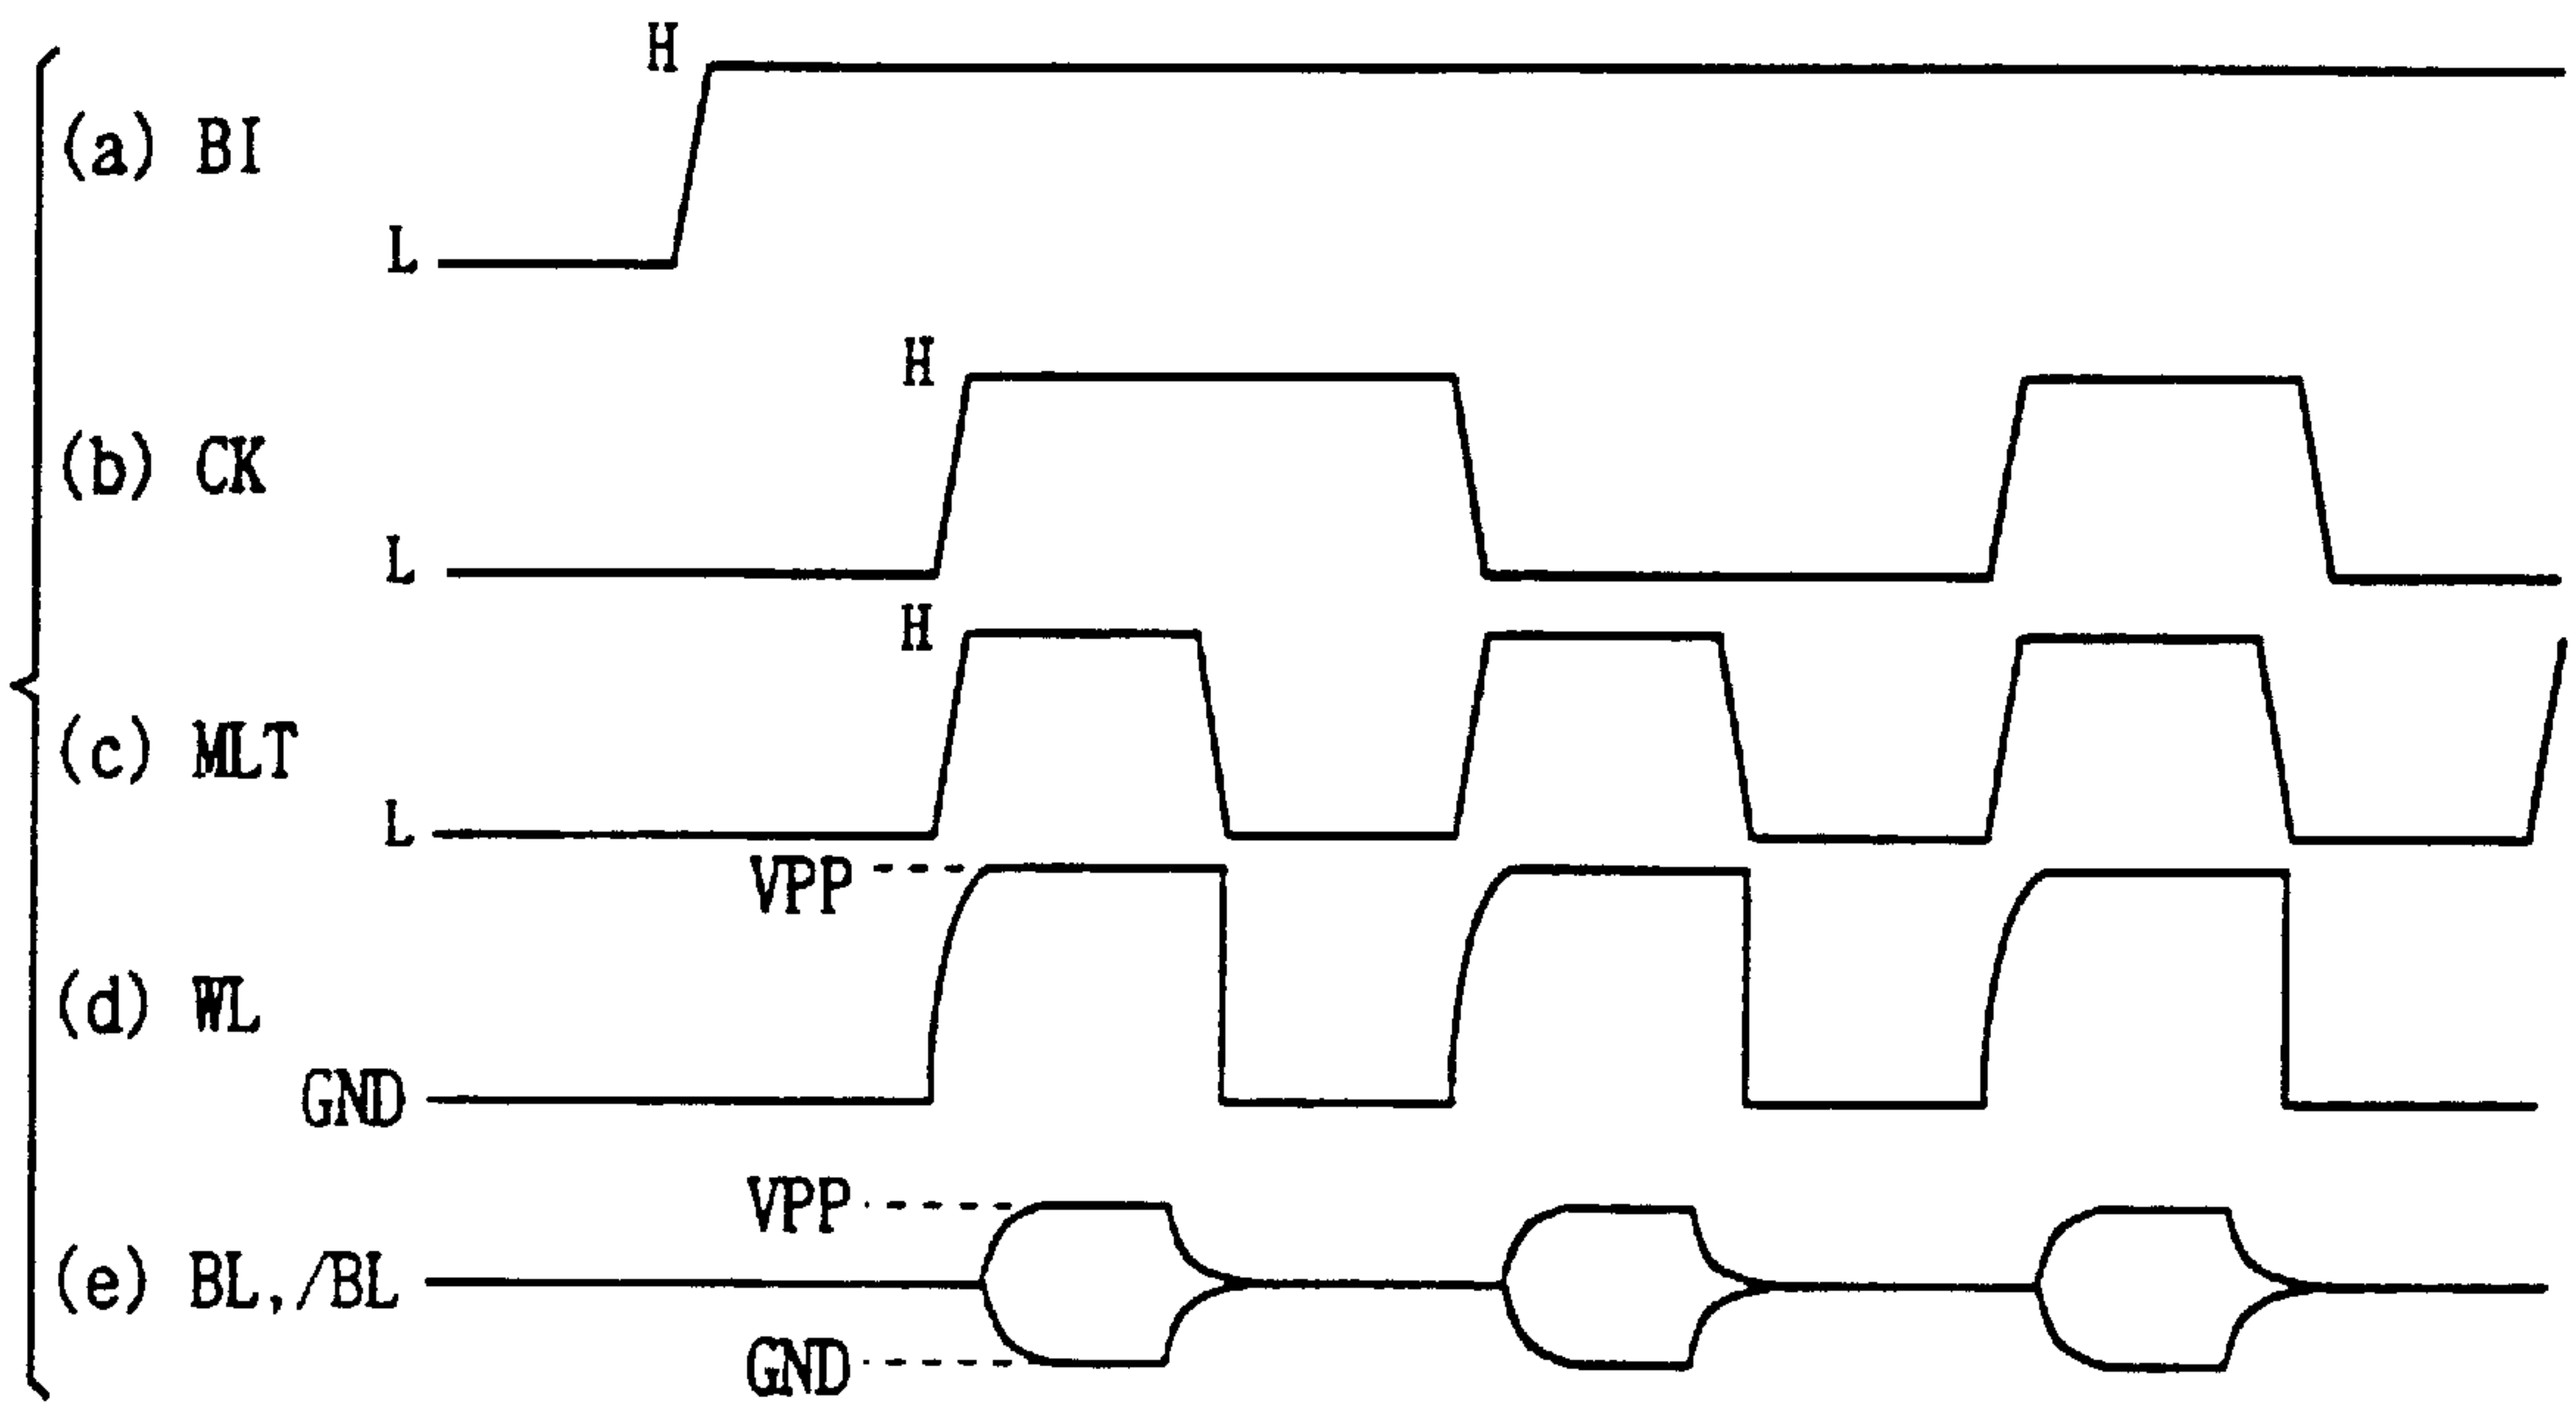 H
(a) BI
L
H
(b) CK
L
H
(c) MLT
L
VPP
(d) WL
GND
VPP
(e) BL,/BL
GND